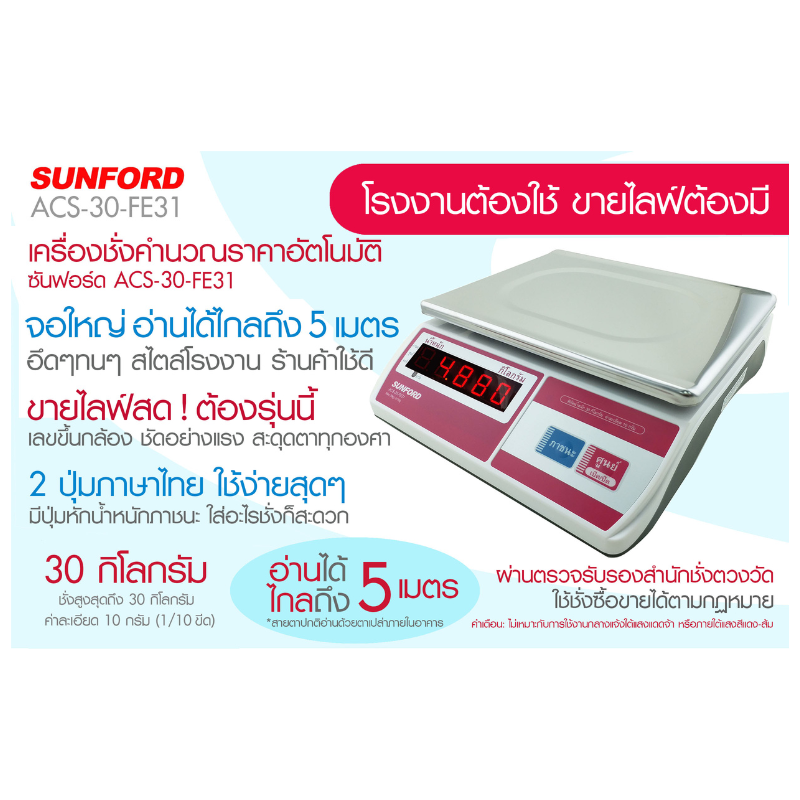 SUNFORD
ACS-30-FE31
โรงงานต้องใช้ ขายไลฟ์ต้องมี
เครื่องชั่งคำนวณราคาอัตโนมัติ
ซันฟอร์ด ACS-30-FE31
จอใหญ่ อ่านได้ไกลถึง 5 เมตร
อึดๆทนๆ สไตล์โรงงาน ร้านค้าใช้ดี
ขายไลฟ์สด ! ต้องรุ่นนี้
เลขขึ้นกล้อง ชัดอย่างแรง สะดุดตาทุกองศา
2 ปุ่มภาษาไทย ใช้ง่ายสุดๆ
มีปุ่มหักน้ำหนักภาชนะ ใส่อะไรชั่งก็สะดวก
น้ำหนัก
4.880
กิโลกรัม
SUNFORD
ภาชนะ
ศูนย์
เปิด/ปิด
30 กิโลกรัม
ชั่งสูงสุดถึง 30 กิโลกรัม
ค่าละเอียด 10 กรัม (1/10 ขีด)
อ่านได้
ไกลถึง 5 เมตร
*สายตาปกติอ่านด้วยตาเปล่าภายในอาคาร
ผ่านตรวจรับรองสำนักชั่งตวงวัด
ใช้ชั่งซื้อขายได้ตามกฎหมาย
คำเตือน: ไม่เหมาะกับการใช้งานกลางแจ้งใต้แสงแดดจ้า หรือภายใต้แสงสีแดง-ส้ม